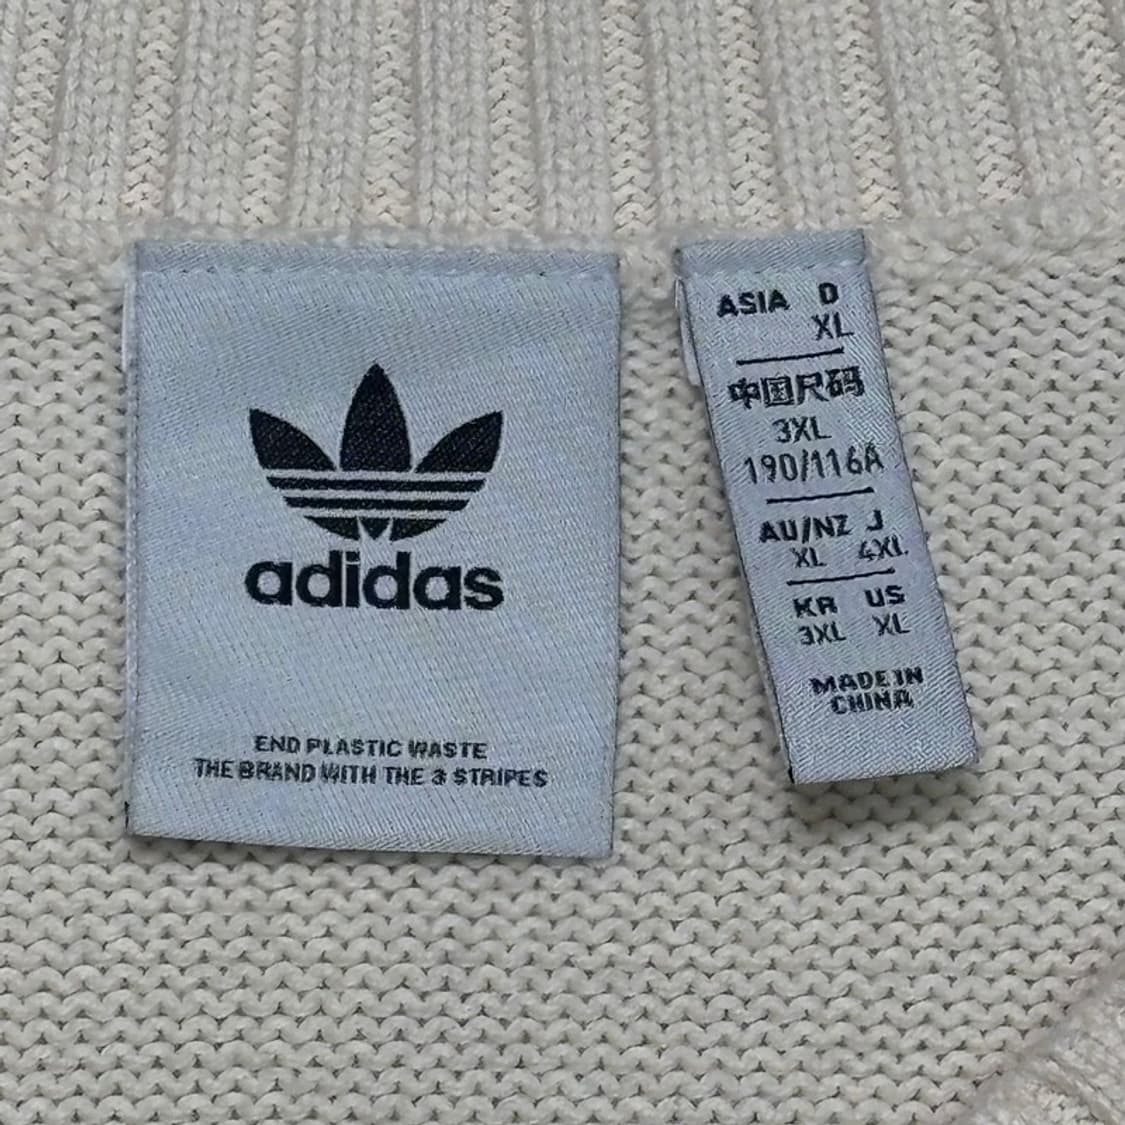 adidas
END PLASTIC WASTE
THE BRAND WITH THE 3 STRIPES
ASIA D
XL
中国尺码
3XL
190/116A
AU/NZ J
XL 4XL
KR US
3XL XL
MADE IN
CHINA